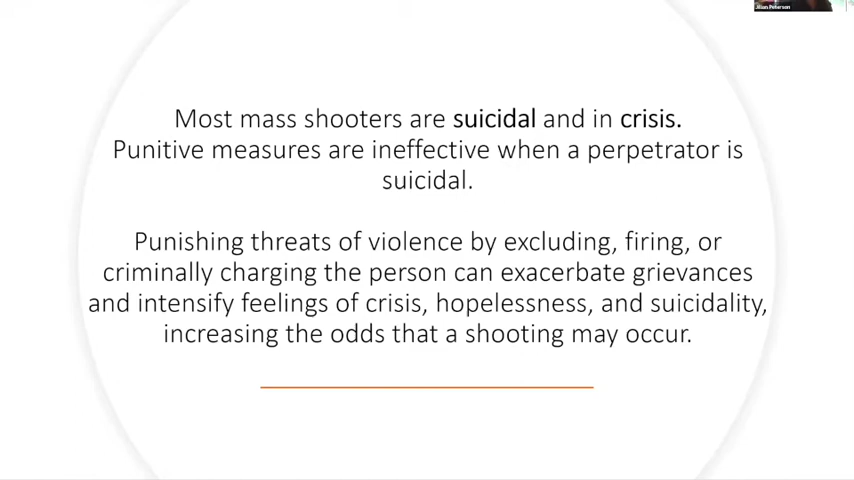 Jillian Peterson
Most mass shooters are suicidal and in crisis.
Punitive measures are ineffective when a perpetrator is
suicidal.
Punishing threats of violence by excluding, firing, or
criminally charging the person can exacerbate grievances
and intensify feelings of crisis, hopelessness, and suicidality,
increasing the odds that a shooting may occur.